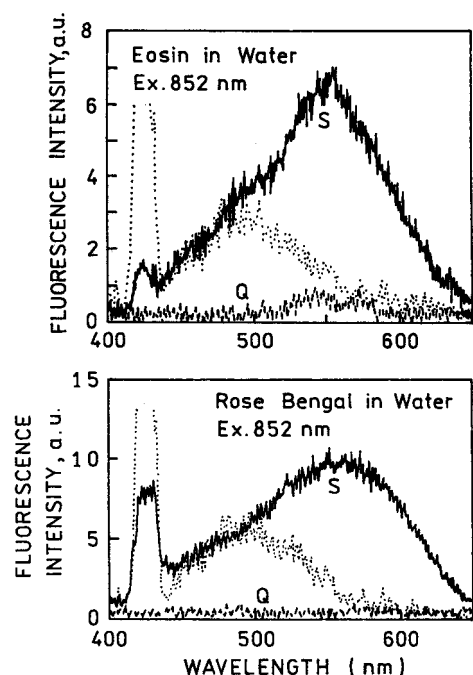 FLUORESCENCE INTENSITY, a.u.
8
6
4
2
0
Eosin in Water
Ex. 852 nm
S
Q
400
500
600
FLUORESCENCE
INTENSITY, a.u.
15
10
5
0
Rose Bengal in Water
Ex. 852 nm
S
Q
400
500
600
WAVELENGTH (nm)